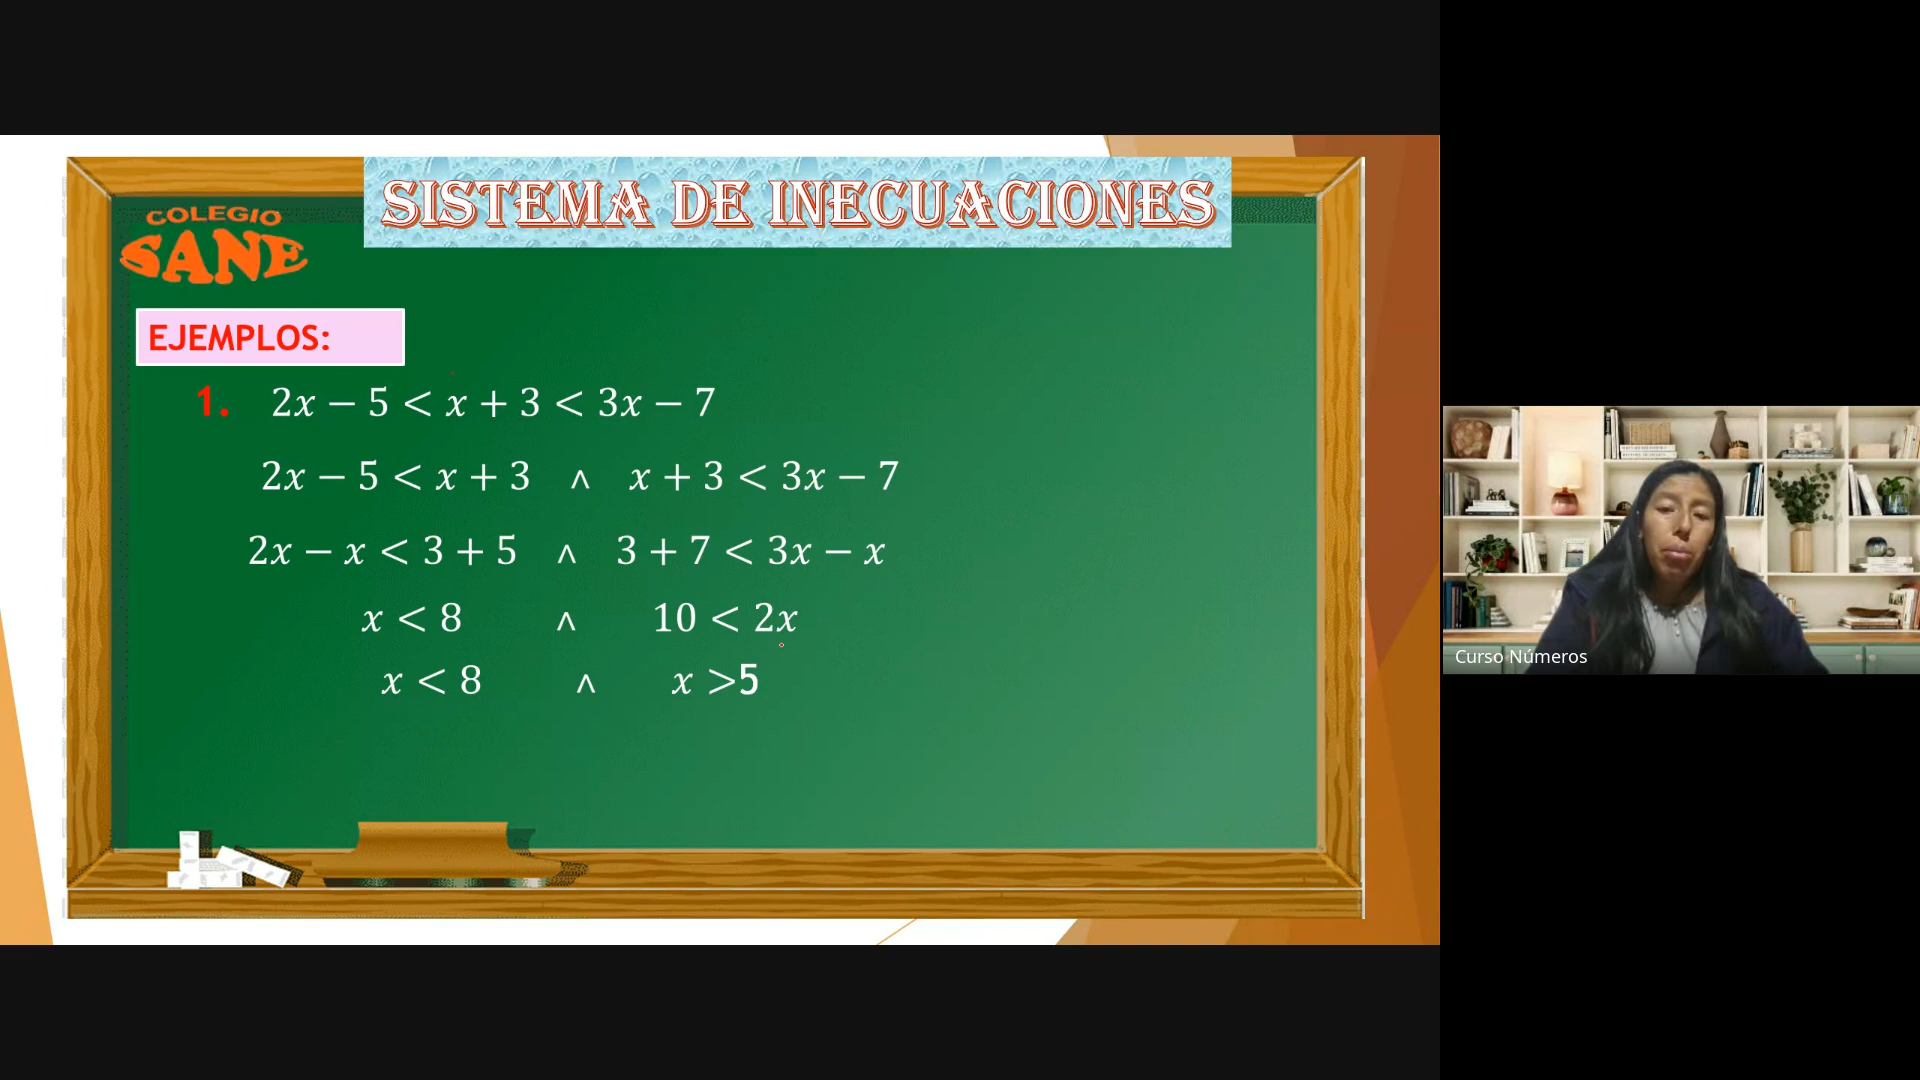 SISTEMA DE INECUACIONES
COLEGIO
SANE
EJEMPLOS:
1. 2x − 5 < x + 3 < 3x − 7
2x − 5 < x + 3 ∧ x + 3 < 3x − 7
2x − x < 3 + 5 ∧ 3 + 7 < 3x − x
x < 8 ∧ 10 < 2x
x < 8 ∧ x >5
Curso Números